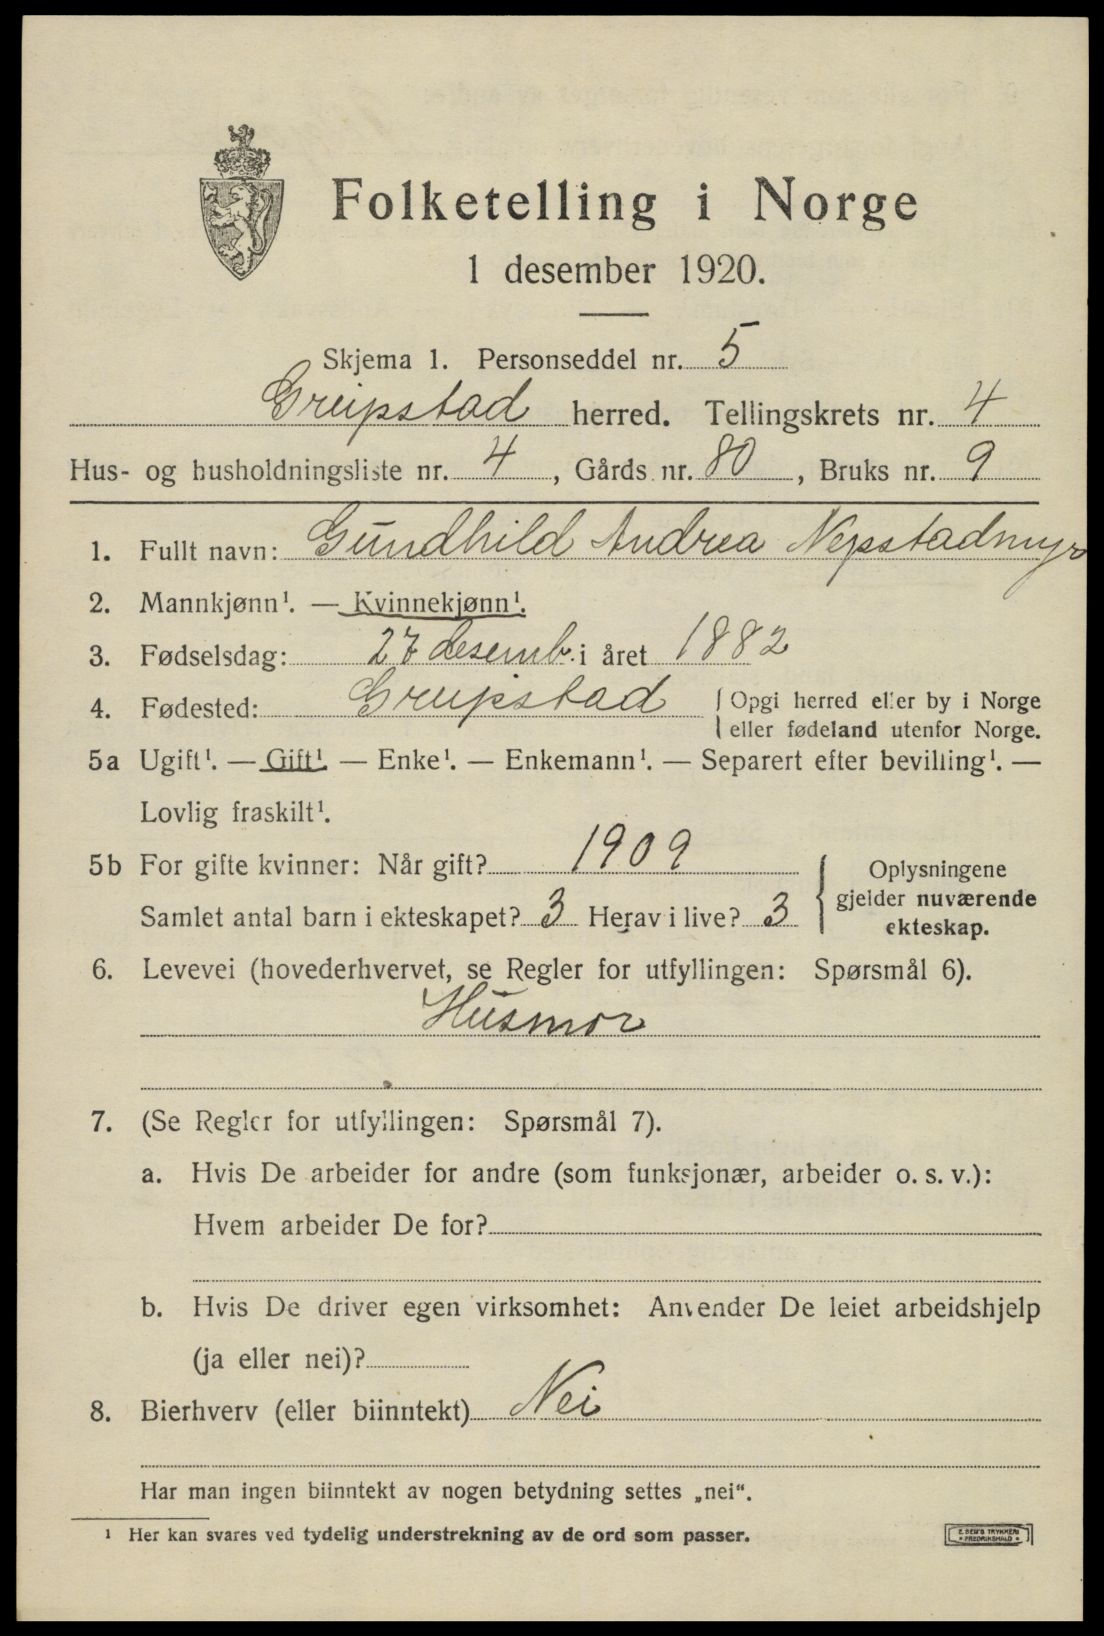 Folketelling i Norge
1 desember 1920.
Skjema 1. Personseddel nr. 5
Greipstad herred. Tellingskrets nr. 4
Hus- og husholdningsliste nr. 4, Gårds nr. 80, Bruks nr. 9
1. Fullt navn: Gundhild Andrea Nepstadmyr
2. Mannkjønn¹. — Kvinnekjønn¹.
3. Fødselsdag: 27 desemb. i året 1882
4. Fødested: Greipstad { Opgi herred eller by i Norge
eller fødeland utenfor Norge.
5a Ugift¹. — Gift¹. — Enke¹. — Enkemann¹. — Separert efter bevilling¹. —
Lovlig fraskilt¹.
5b For gifte kvinner: Når gift? 1909
Samlet antal barn i ekteskapet? 3 Herav i live? 3
{ Oplysningene
gjelder nuværende
ekteskap.
6. Levevei (hovederhvervet, se Regler for utfyllingen: Spørsmål 6).
Husmor
7. (Se Regler for utfyllingen: Spørsmål 7).
a. Hvis De arbeider for andre (som funksjonær, arbeider o. s. v.):
Hvem arbeider De for?
b. Hvis De driver egen virksomhet: Anvender De leiet arbeidshjelp
(ja eller nei)?
8. Bierhverv (eller biinntekt) Nei
Har man ingen biinntekt av nogen betydning settes „nei“.
¹ Her kan svares ved tydelig understrekning av de ord som passer.
E. SEM'S TRYKKERI
FREDRIKSHALD